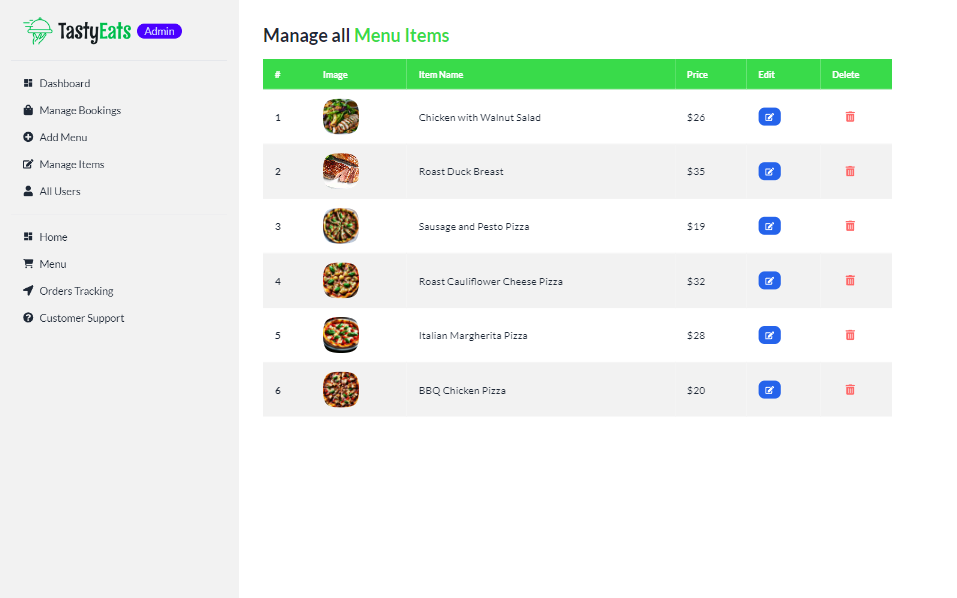 TastyEats Admin
Dashboard
Manage Bookings
Add Menu
Manage Items
All Users
Home
Menu
Orders Tracking
Customer Support
Manage all Menu Items
# Image Item Name Price Edit Delete
1 Chicken with Walnut Salad $26
2 Roast Duck Breast $35
3 Sausage and Pesto Pizza $19
4 Roast Cauliflower Cheese Pizza $32
5 Italian Margherita Pizza $28
6 BBQ Chicken Pizza $20